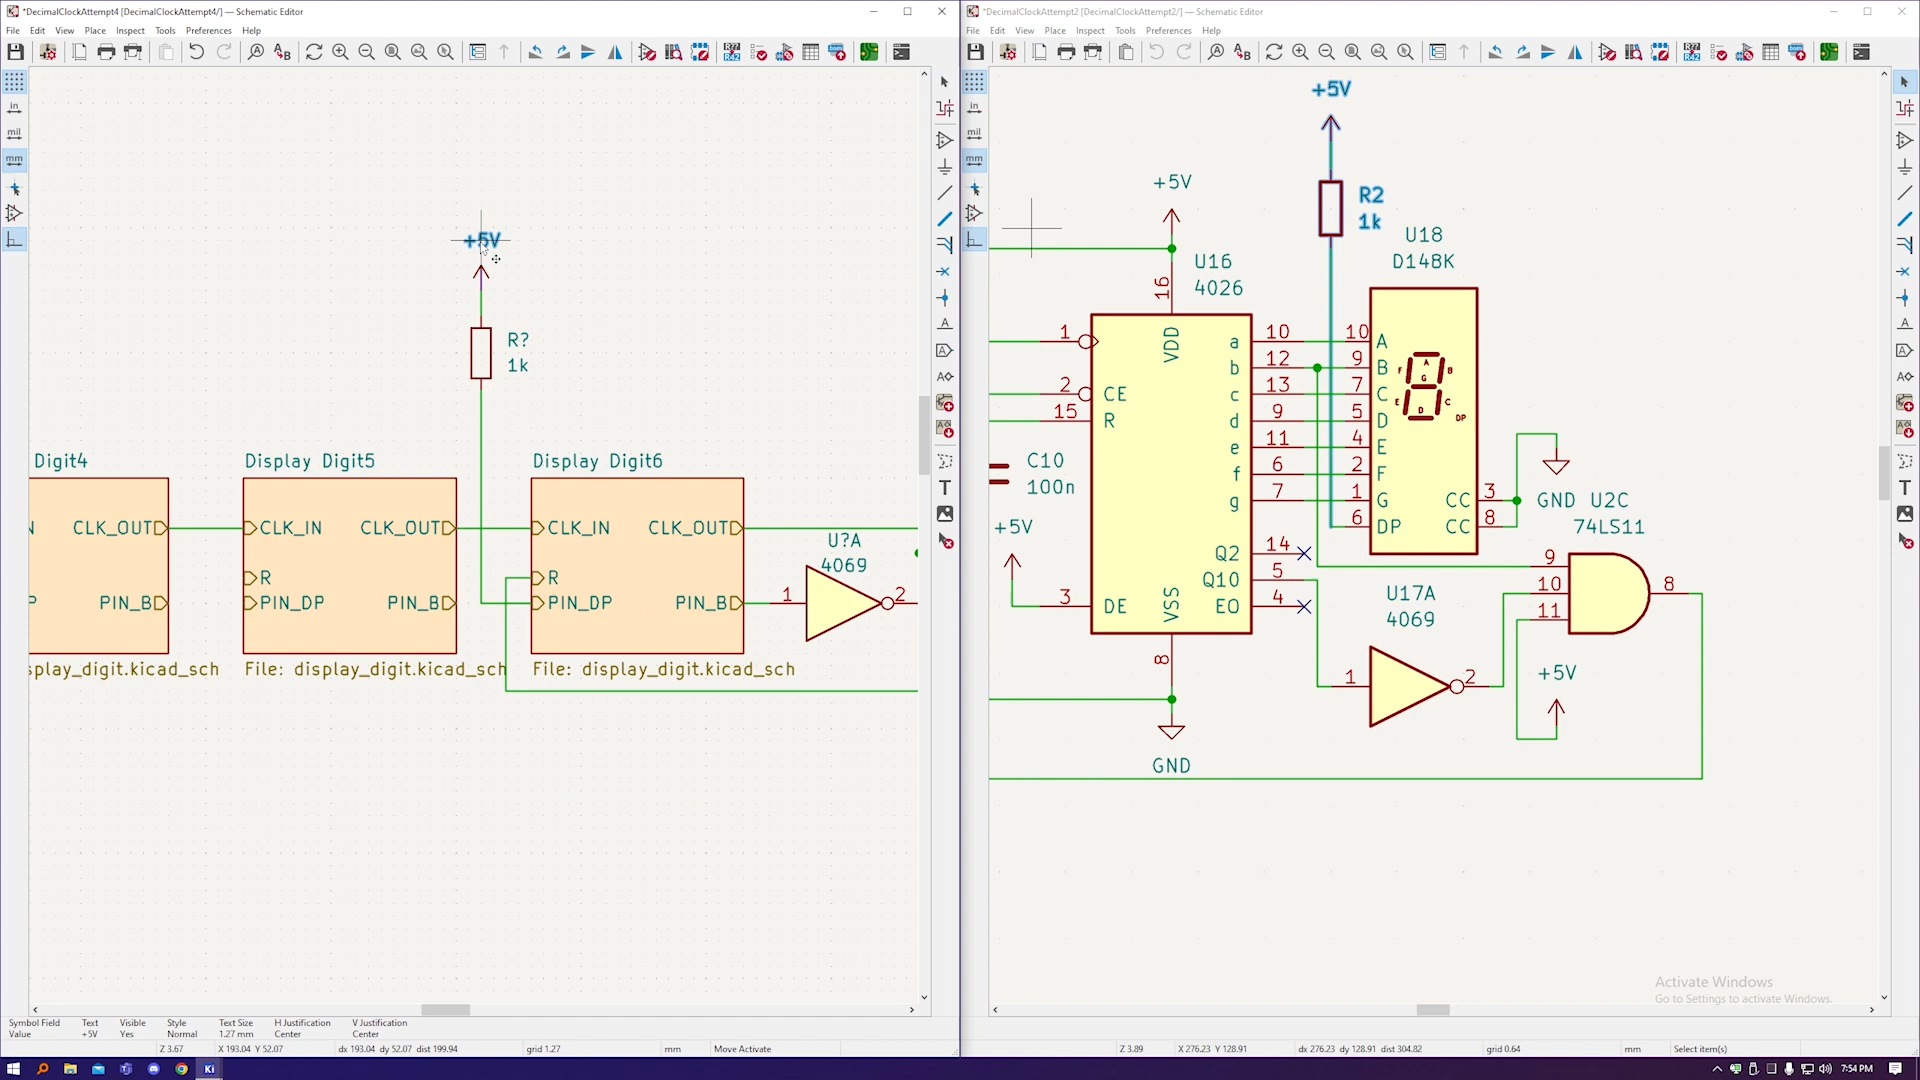 *DecimalClockAttempt4 [DecimalClockAttempt4/] — Schematic Editor
File Edit View Place Inspect Tools Preferences Help
in
mil
mm
+5V
R?
1k
Digit4
Display Digit5
Display Digit6
CLK_OUT
CLK_IN
CLK_OUT
CLK_IN
CLK_OUT
U?A
4069
R
R
PIN_B
PIN_DP
PIN_B
PIN_DP
PIN_B
1
2
splay_digit.kicad_sch
File: display_digit.kicad_sch
File: display_digit.kicad_sch
Symbol Field Text Visible Style Text Size H Justification V Justification
Value +5V Yes Normal 1.27 mm Center Center
Z 3.67 X 193.04 Y 52.07 dx 193.04 dy 52.07 dist 199.94 grid 1.27 mm Move Activate
*DecimalClockAttempt2 [DecimalClockAttempt2/] — Schematic Editor
File Edit View Place Inspect Tools Preferences Help
in
mil
mm
+5V
+5V
R2
1k
U18
D148K
U16
4026
16
VDD
1
2 CE
15 R
a 10
b 12
c 13
d 9
e 11
f 6
g 7
10 A
9 B
7 C
5 D
4 E
2 F
1 G
6 DP
CC 3
CC 8
C10
100n
+5V
GND
U2C
74LS11
Q2 14
Q10 5
EO 4
3 DE
VSS
8
GND
9
10
11
8
U17A
4069
1
2
+5V
Activate Windows
Go to Settings to activate Windows.
Z 3.89 X 276.23 Y 128.91 dx 276.23 dy 128.91 dist 304.82 grid 0.64 mm Select item(s)
7:54 PM